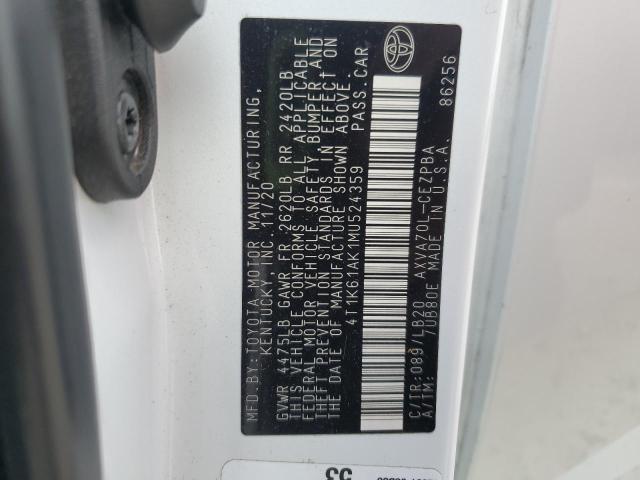 MFD.BY:TOYOTA MOTOR MANUFACTURING,
KENTUCKY,INC. 11/20
GVWR 4475LB GAWR FR 2620LB RR 2420LB
THIS VEHICLE CONFORMS TO ALL APPLICABLE
FEDERAL MOTOR VEHICLE SAFETY, BUMPER, AND
THEFT PREVENTION STANDARDS IN EFFECT ON
THE DATE OF MANUFACTURE SHOWN ABOVE.
4T1K61AK1MU524359 PASS.CAR
C/TR:089/LB20 AXVA70L-CEZPBA
A/TM: 7UB80E MADE IN U.S.A. 86256
33